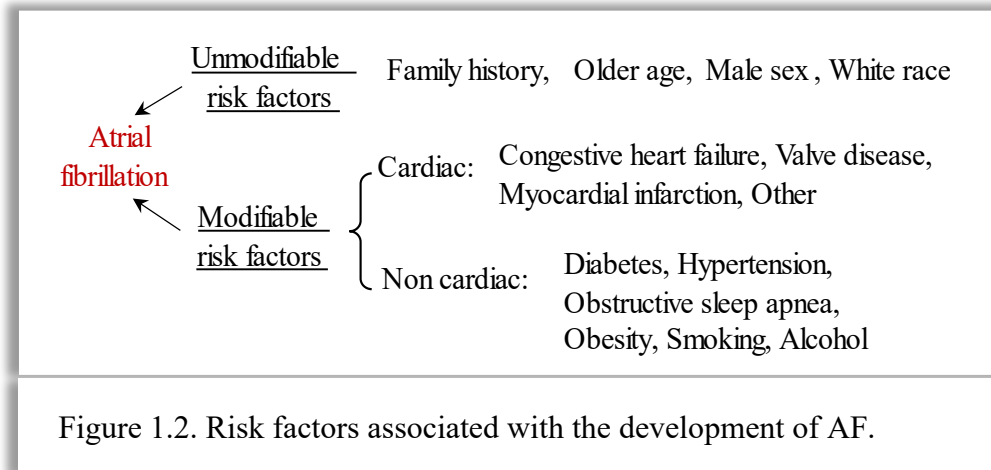 Unmodifiable
risk factors
Family history, Older age, Male sex , White race
Atrial
fibrillation
Modifiable
risk factors
Cardiac:
Congestive heart failure, Valve disease,
Myocardial infarction, Other
Non cardiac:
Diabetes, Hypertension,
Obstructive sleep apnea,
Obesity, Smoking, Alcohol
Figure 1.2. Risk factors associated with the development of AF.